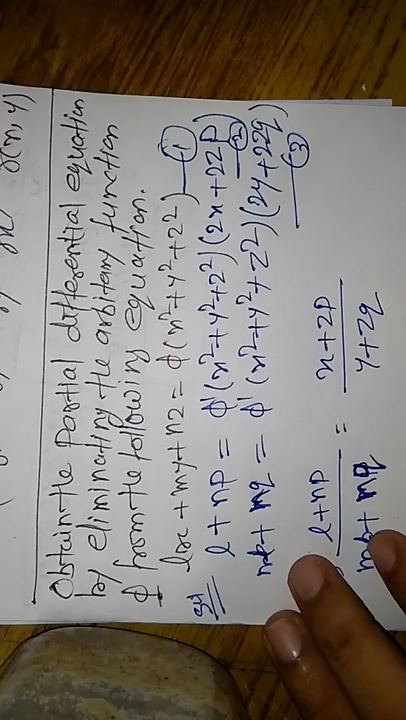 Obtain the Partial differential equation
by eliminating the arbitary function
ϕ from the following equation.
lx + my + nz = ϕ(x²+y²+z²) — ①
l + np = ϕ'(x²+y²+z²)(2x+2zp) ②
m + nq = ϕ'(x²+y²+z²)(2y+2zq) ③
l+np / m+nq = x+zp / y+zq